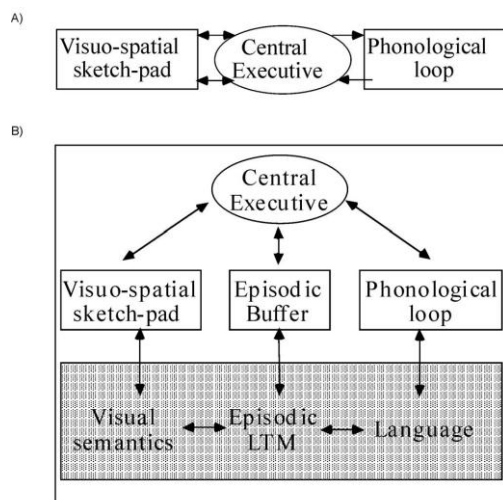 A)
Visuo-spatial
sketch-pad
Central
Executive
Phonological
loop
B)
Central
Executive
Visuo-spatial
sketch-pad
Episodic
Buffer
Phonological
loop
Visual
semantics
Episodic
LTM
Language